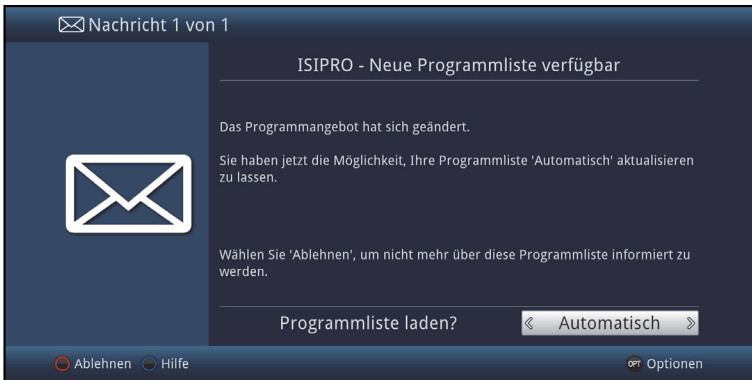 Nachricht 1 von 1
ISIPRO - Neue Programmliste verfügbar
Das Programmangebot hat sich geändert.
Sie haben jetzt die Möglichkeit, Ihre Programmliste 'Automatisch' aktualisieren
zu lassen.
Wählen Sie 'Ablehnen', um nicht mehr über diese Programmliste informiert zu
werden.
Programmliste laden? « Automatisch »
Ablehnen Hilfe OPT Optionen